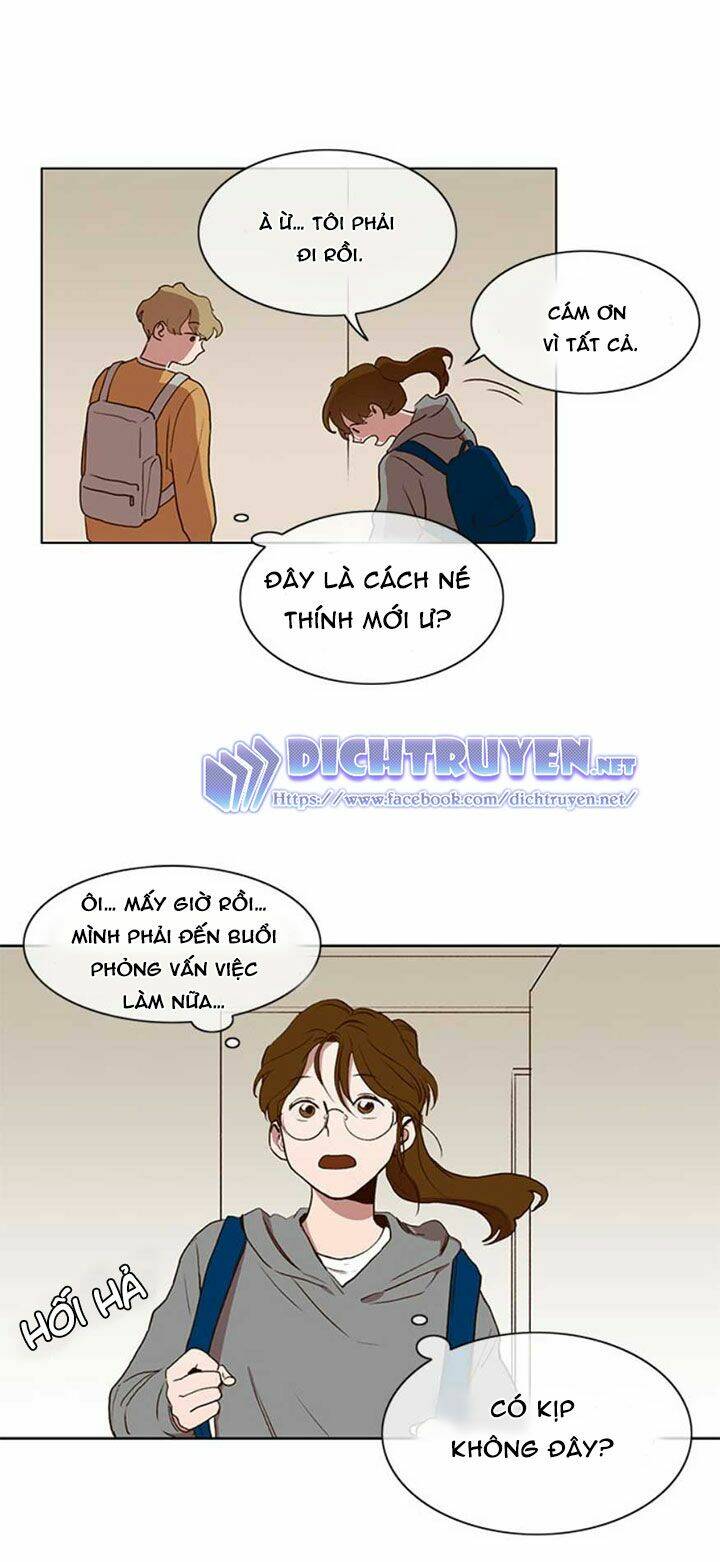 À Ừ... TÔI PHẢI
ĐI RỒI.
CÁM ƠN
VÌ TẤT CẢ.
ĐÂY LÀ CÁCH NÉ
THÍNH MỚI Ư?
DICHTRUYEN.NET
Https://www.facebook.com/dichtruyen.net/
ÔI... MẤY GIỜ RỒI...
MÌNH PHẢI ĐẾN BUỔI
PHỎNG VẤN VIỆC
LÀM NỮA...
HỐI HẢ
CÓ KỊP
KHÔNG ĐÂY?